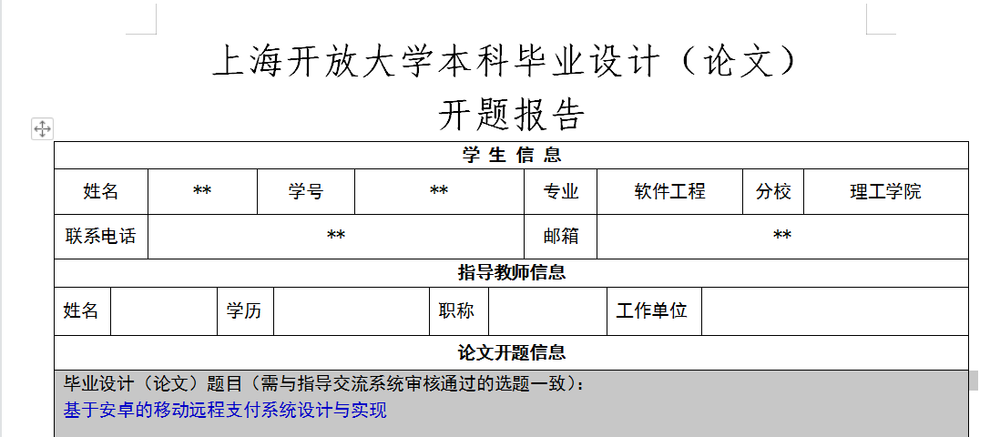 上海开放大学本科毕业设计（论文）
开题报告
学 生 信 息
姓名 ** 学号 ** 专业 软件工程 分校 理工学院
联系电话 ** 邮箱 **
指导教师信息
姓名 学历 职称 工作单位
论文开题信息
毕业设计（论文）题目（需与指导交流系统审核通过的选题一致）：
基于安卓的移动远程支付系统设计与实现